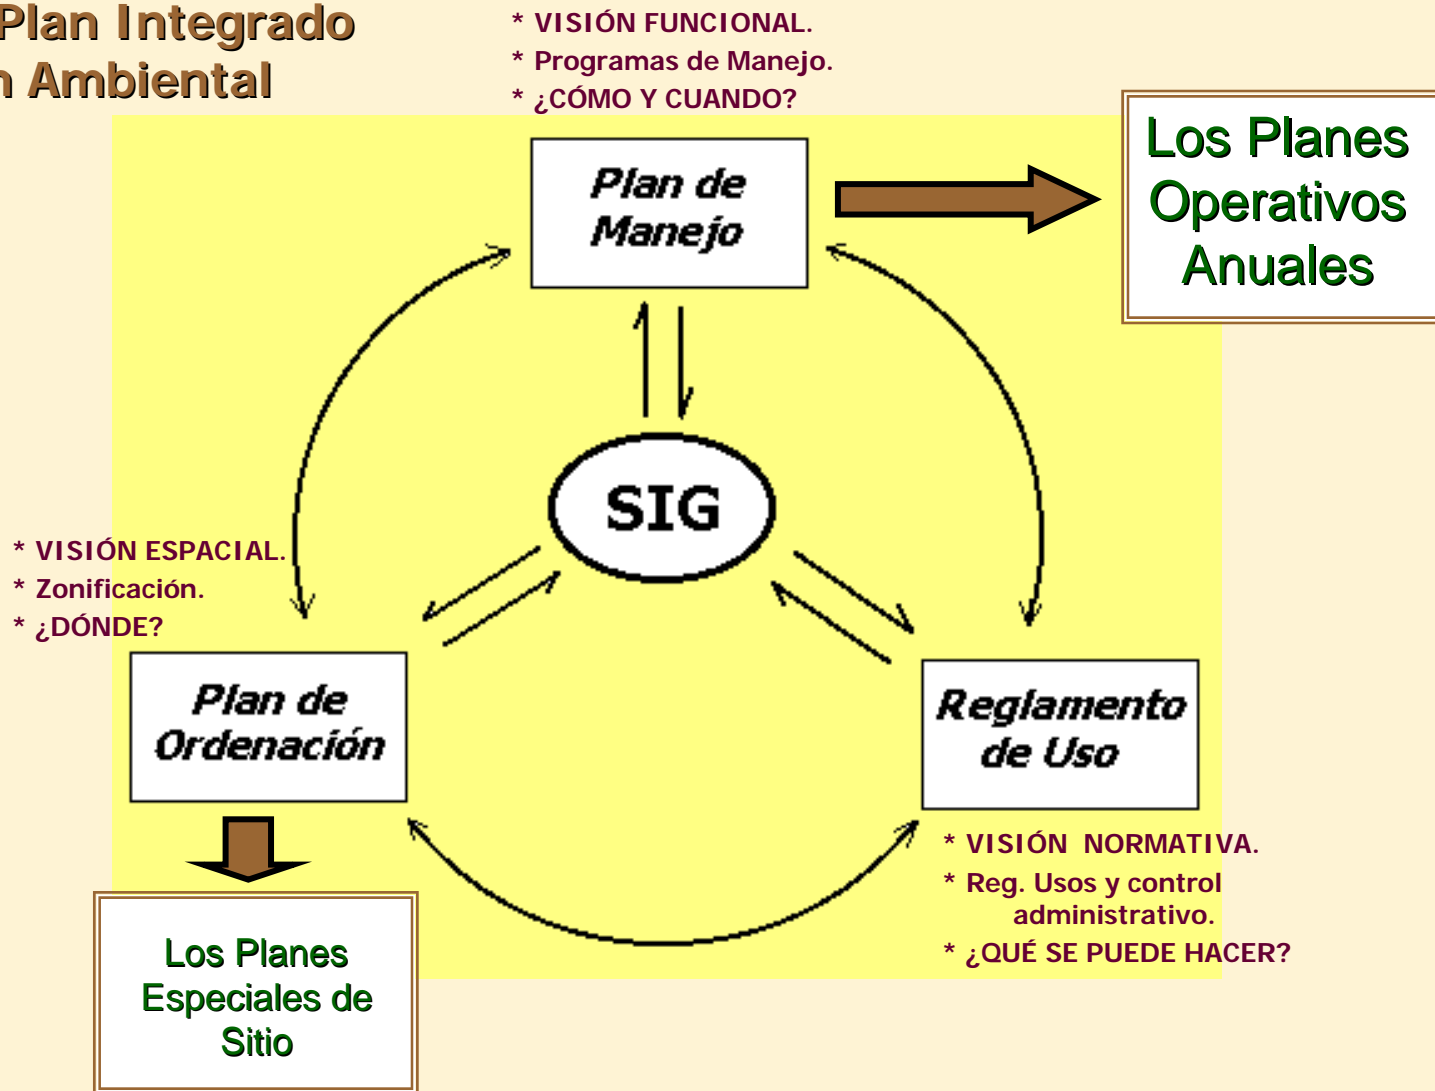 Plan Integrado
n Ambiental
* VISIÓN FUNCIONAL.
* Programas de Manejo.
* ¿CÓMO Y CUANDO?
Los Planes
Operativos
Anuales
Plan de
Manejo
SIG
* VISIÓN ESPACIAL.
* Zonificación.
* ¿DÓNDE?
Plan de
Ordenación
Reglamento
de Uso
* VISIÓN NORMATIVA.
* Reg. Usos y control
administrativo.
* ¿QUÉ SE PUEDE HACER?
Los Planes
Especiales de
Sitio